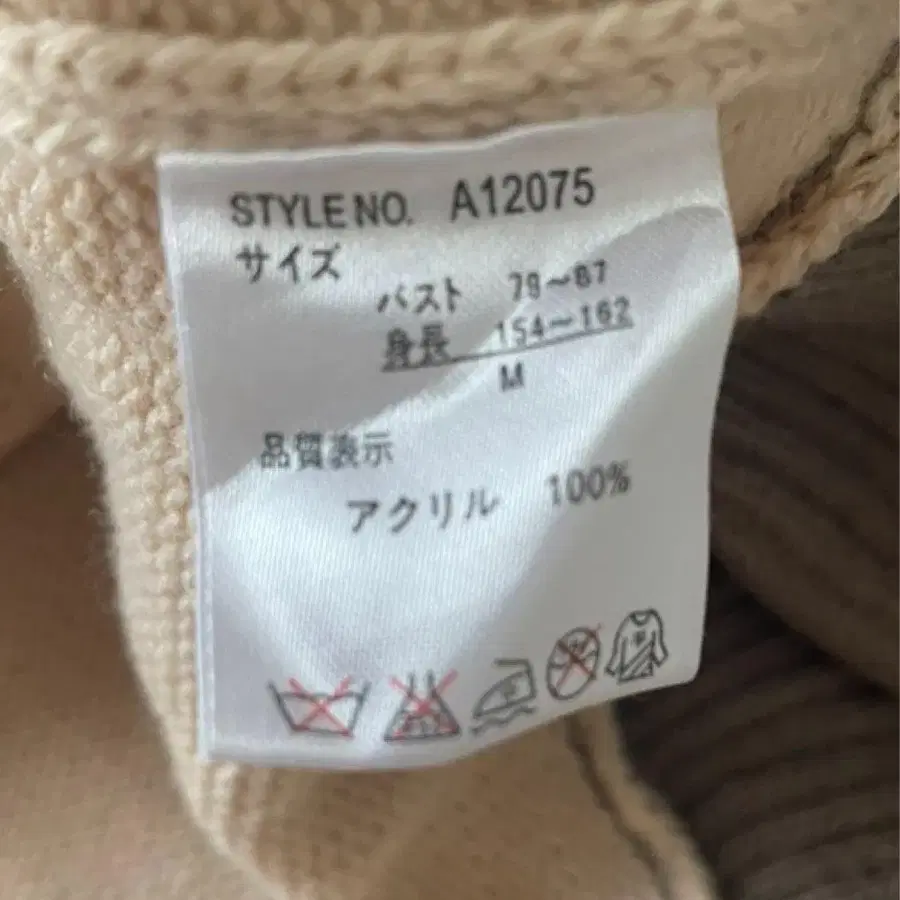 STYLE NO. A12075
サイズ
バスト 79~87
身長 154~162
M
品質表示
アクリル 100%